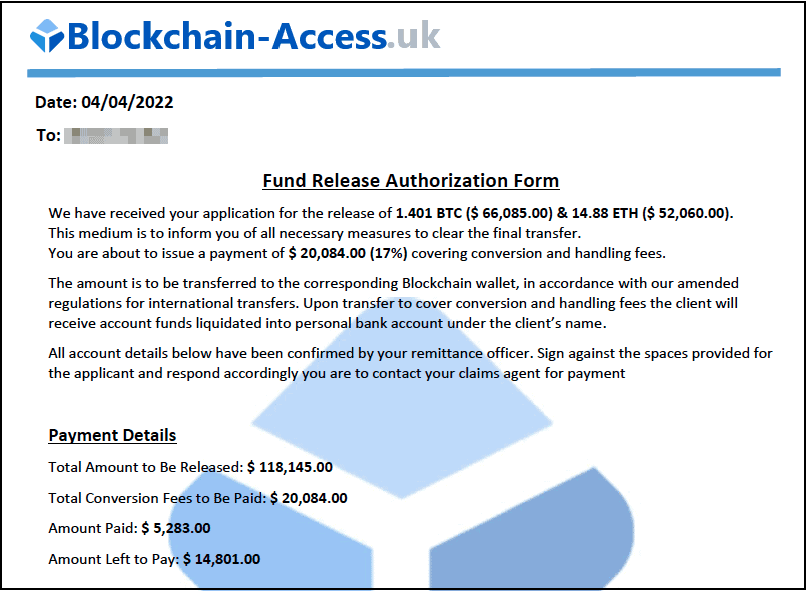 Blockchain-Access.uk
Date: 04/04/2022
To:
Fund Release Authorization Form
We have received your application for the release of 1.401 BTC ($ 66,085.00) & 14.88 ETH ($ 52,060.00).
This medium is to inform you of all necessary measures to clear the final transfer.
You are about to issue a payment of $ 20,084.00 (17%) covering conversion and handling fees.
The amount is to be transferred to the corresponding Blockchain wallet, in accordance with our amended
regulations for international transfers. Upon transfer to cover conversion and handling fees the client will
receive account funds liquidated into personal bank account under the client's name.
All account details below have been confirmed by your remittance officer. Sign against the spaces provided for
the applicant and respond accordingly you are to contact your claims agent for payment
Payment Details
Total Amount to Be Released: $ 118,145.00
Total Conversion Fees to Be Paid: $ 20,084.00
Amount Paid: $ 5,283.00
Amount Left to Pay: $ 14,801.00